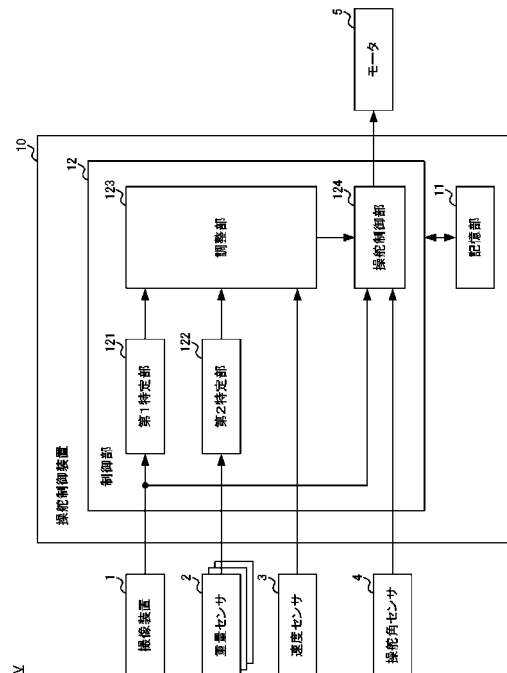 V
操舵制御装置
10
制御部
12
撮像装置
1
重量センサ
2
速度センサ
3
操舵角センサ
4
第1特定部
121
第2特定部
122
調整部
123
操舵制御部
124
記憶部
11
モータ
5